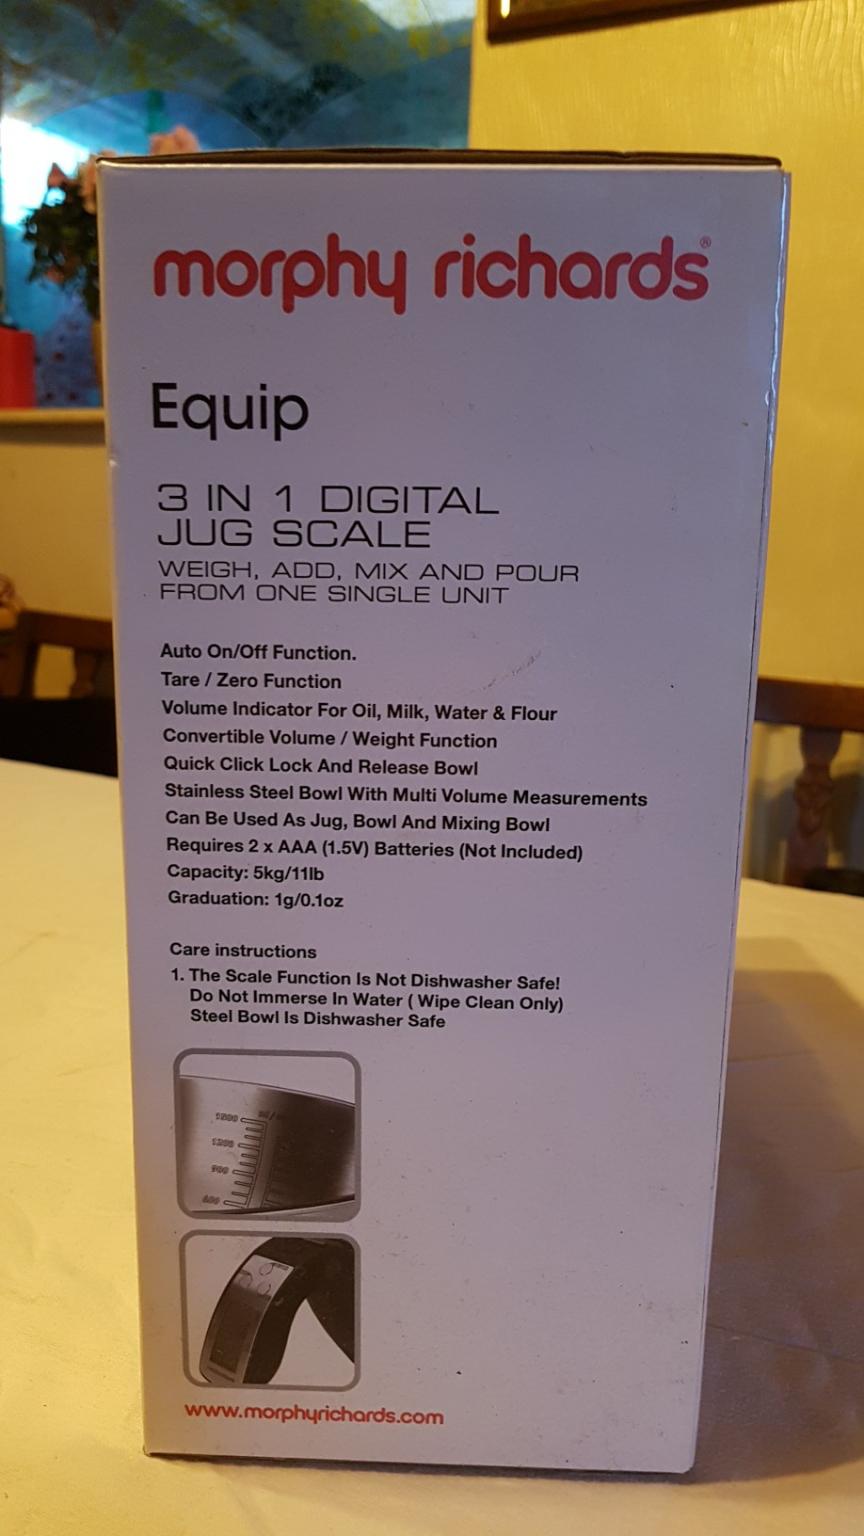 morphy richards®
Equip
3 IN 1 DIGITAL
JUG SCALE
WEIGH, ADD, MIX AND POUR
FROM ONE SINGLE UNIT
Auto On/Off Function.
Tare / Zero Function
Volume Indicator For Oil, Milk, Water & Flour
Convertible Volume / Weight Function
Quick Click Lock And Release Bowl
Stainless Steel Bowl With Multi Volume Measurements
Can Be Used As Jug, Bowl And Mixing Bowl
Requires 2 x AAA (1.5V) Batteries (Not Included)
Capacity: 5kg/11lb
Graduation: 1g/0.1oz
Care instructions
1. The Scale Function Is Not Dishwasher Safe!
Do Not Immerse In Water ( Wipe Clean Only)
Steel Bowl Is Dishwasher Safe
1500
1200
900
600
www.morphyrichards.com